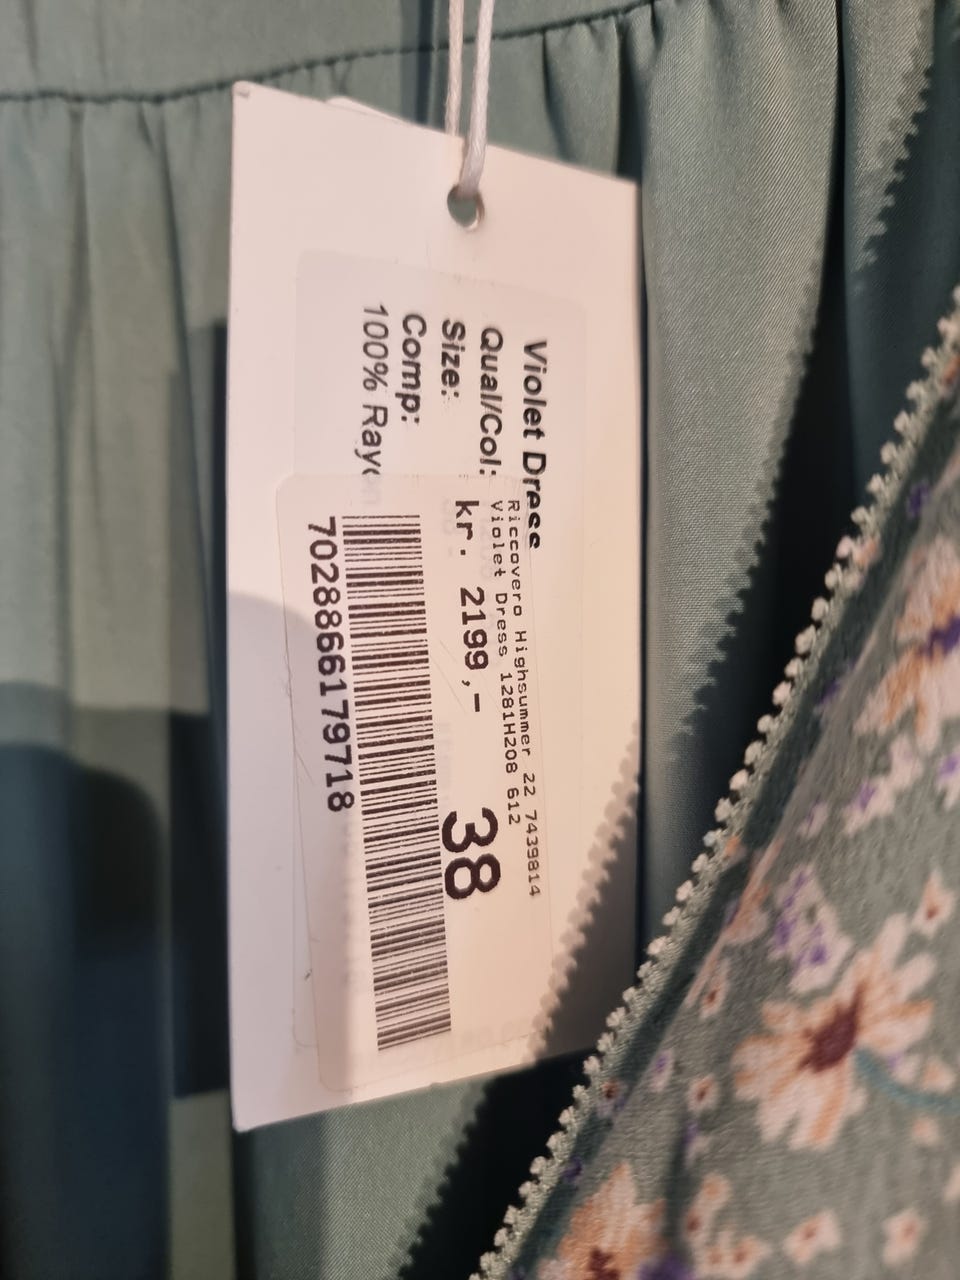 Violet Dress
Qual/Col:
Size:
Comp:
100% Rayon
Riccovero Highsummer 22 7439814
Violet Dress 1281H208 612
kr. 2199,- 38
7028866179718